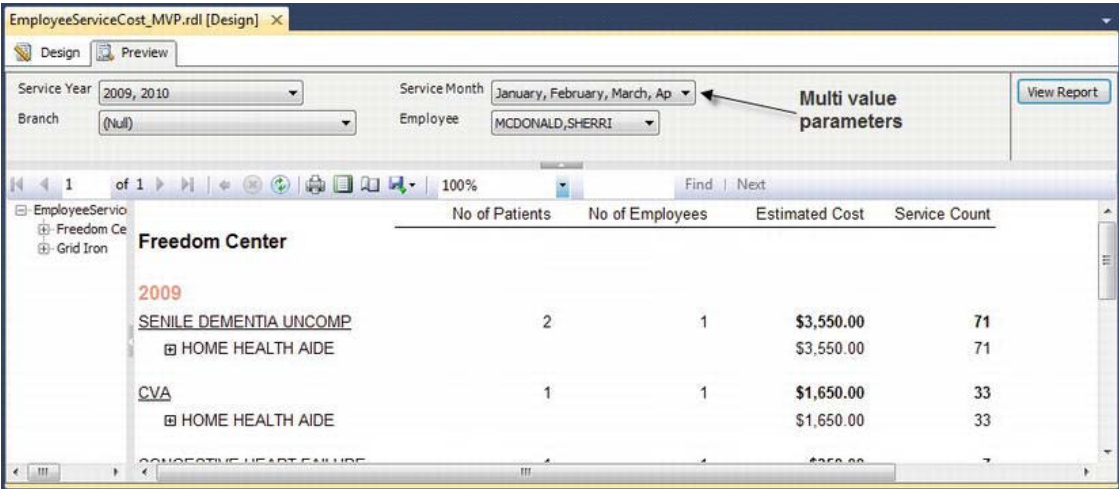 EmployeeServiceCost_MVP.rdl [Design]
Design Preview
Service Year 2009, 2010 Service Month January, February, March, Ap Multi value parameters View Report
Branch (Null) Employee MCDONALD,SHERRI
1 of 1 100% Find | Next
EmployeeServic
Freedom Ce
Grid Iron
No of Patients No of Employees Estimated Cost Service Count
Freedom Center
2009
SENILE DEMENTIA UNCOMP 2 1 $3,550.00 71
HOME HEALTH AIDE $3,550.00 71
CVA 1 1 $1,650.00 33
HOME HEALTH AIDE $1,650.00 33